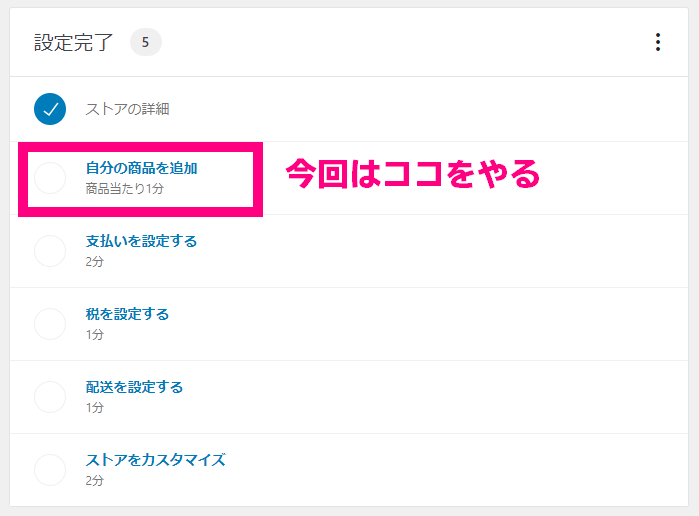 設定完了 5
ストアの詳細
自分の商品を追加
商品当たり1分
今回はココをやる
支払いを設定する
2分
税を設定する
1分
配送を設定する
1分
ストアをカスタマイズ
2分